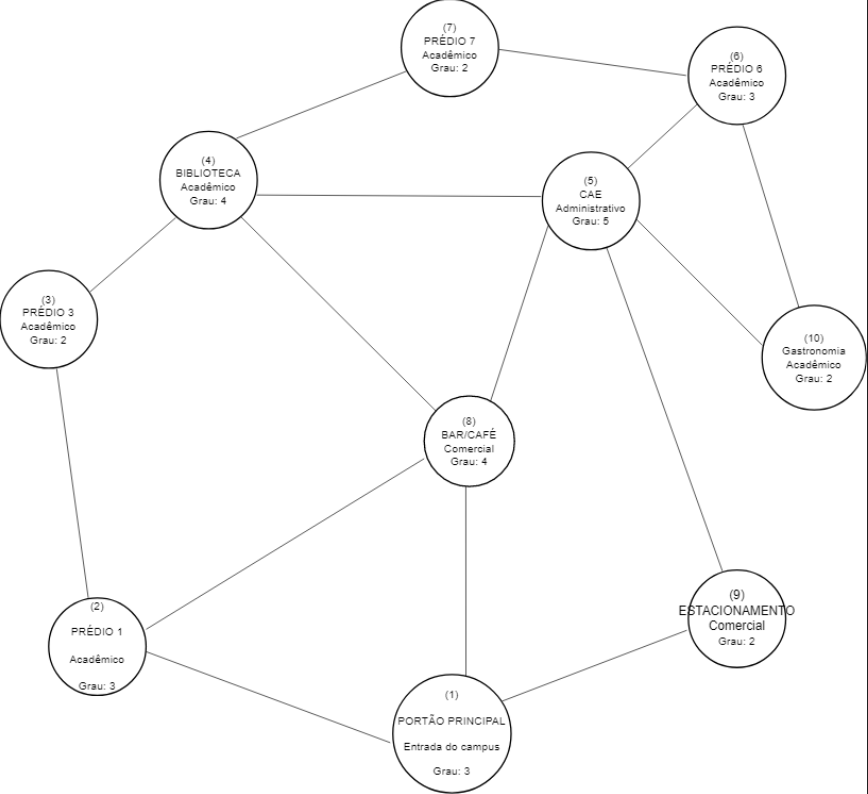 (7)
PRÉDIO 7
Acadêmico
Grau: 2
(6)
PRÉDIO 6
Acadêmico
Grau: 3
(4)
BIBLIOTECA
Acadêmico
Grau: 4
(5)
CAE
Administrativo
Grau: 5
(3)
PRÉDIO 3
Acadêmico
Grau: 2
(10)
Gastronomia
Acadêmico
Grau: 2
(8)
BAR/CAFÉ
Comercial
Grau: 4
(9)
ESTACIONAMENTO
Comercial
Grau: 2
(2)
PRÉDIO 1
Acadêmico
Grau: 3
(1)
PORTÃO PRINCIPAL
Entrada do campus
Grau: 3